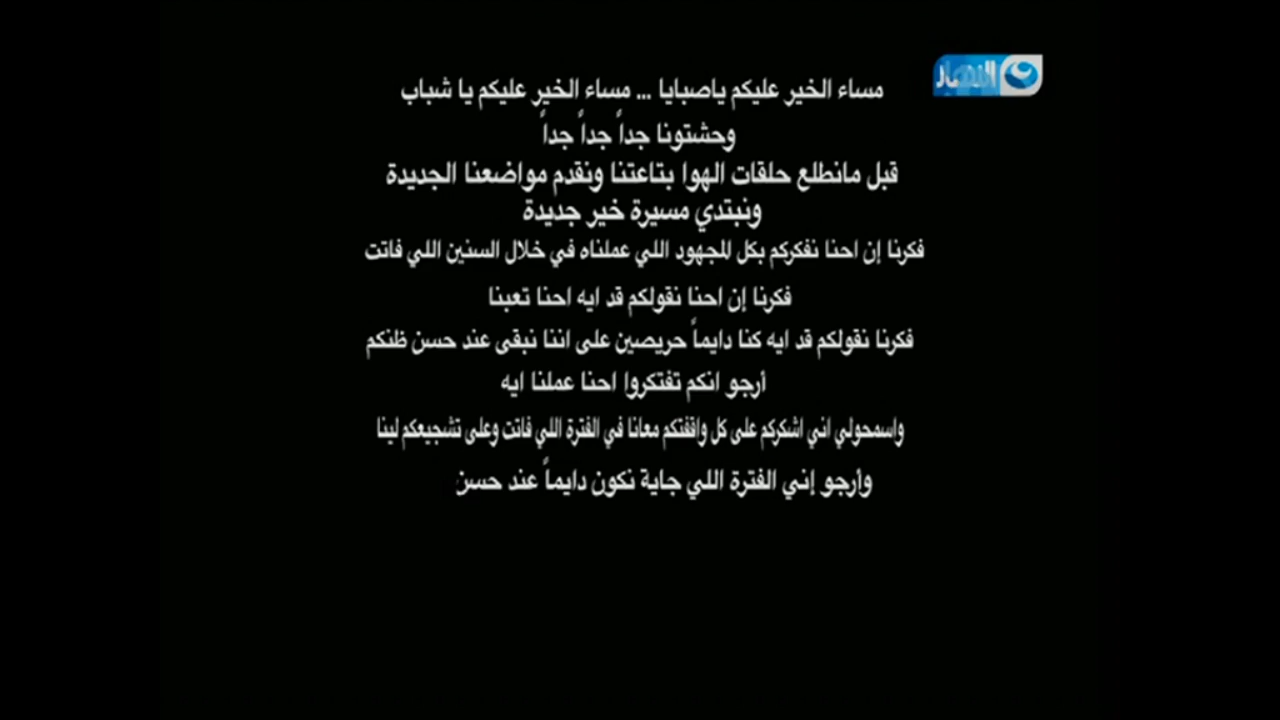 النهار
مساء الخير عليكم ياصبايا ... مساء الخير عليكم يا شباب
وحشتونا جداً جداً جداً
قبل مانطلع حلقات الهوا بتاعتنا ونقدم مواضعنا الجديدة
ونبتدي مسيرة خير جديدة
فكرنا إن احنا نفكركم بكل المجهود اللي عملناه في خلال السنين اللي فاتت
فكرنا إن احنا نقولكم قد ايه احنا تعبنا
فكرنا نقولكم قد ايه كنا دايماً حريصين على اننا نبقى عند حسن ظنكم
أرجو انكم تفتكروا احنا عملنا ايه
واسمحولي اني اشكركم على كل واقفتكم معانا في الفترة اللي فاتت وعلى تشجيعكم لينا
وأرجو إني الفترة اللي جاية نكون دايماً عند حسن